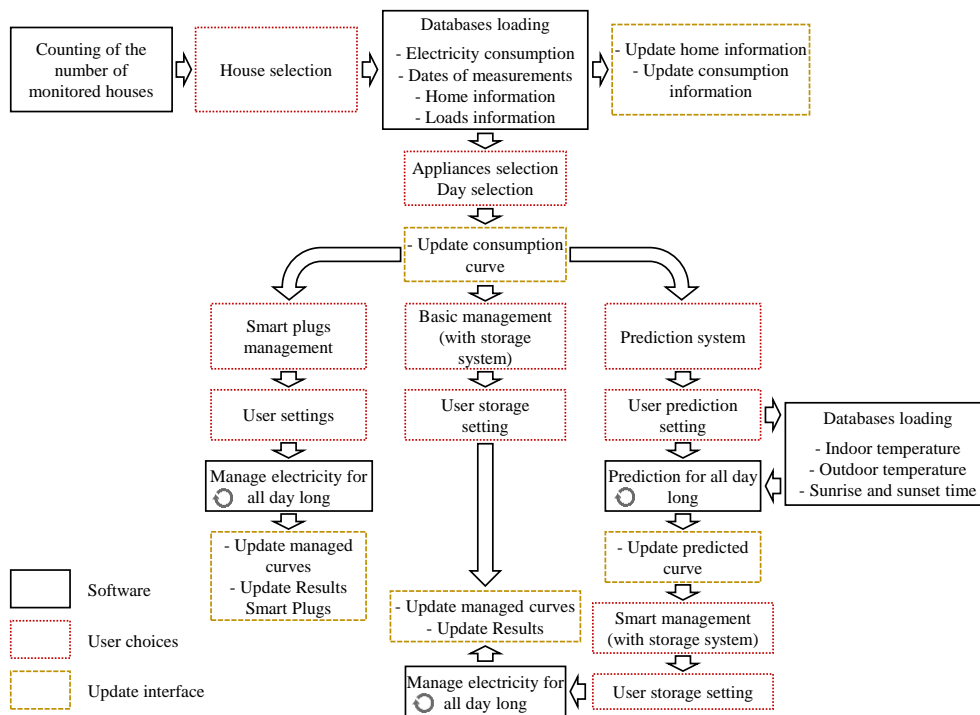 Counting of the
number of
monitored houses
House selection
Databases loading
- Electricity consumption
- Dates of measurements
- Home information
- Loads information
- Update home information
- Update consumption
information
Appliances selection
Day selection
- Update consumption
curve
Smart plugs
management
Basic management
(with storage
system)
Prediction system
User settings
User storage
setting
User prediction
setting
Databases loading
- Indoor temperature
- Outdoor temperature
- Sunrise and sunset time
Manage electricity for
all day long
Prediction for all day
long
- Update managed
curves
- Update Results
Smart Plugs
- Update predicted
curve
- Update managed curves
- Update Results
Smart management
(with storage system)
Manage electricity for
all day long
User storage setting
Software
User choices
Update interface